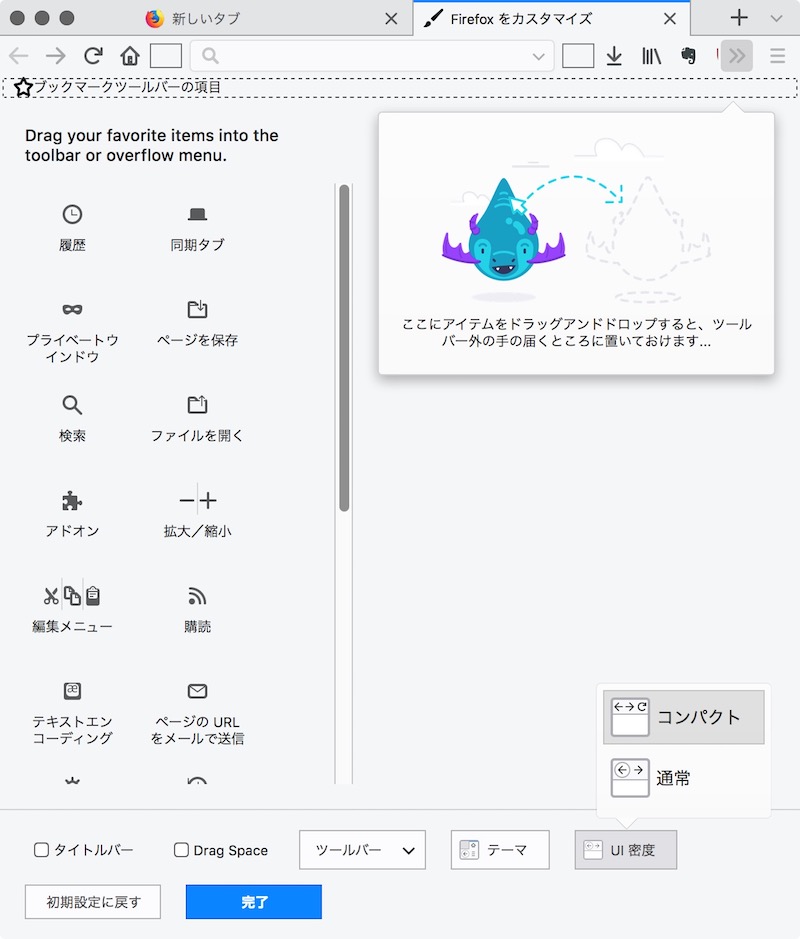 新しいタブ
Firefox をカスタマイズ
ブックマークツールバーの項目
Drag your favorite items into the
toolbar or overflow menu.
履歴
同期タブ
プライベートウ
インドウ
ページを保存
検索
ファイルを開く
アドオン
拡大／縮小
編集メニュー
購読
テキストエン
コーディング
ページの URL
をメールで送信
ここにアイテムをドラッグアンドドロップすると、ツール
バー外の手の届くところに置いておけます...
コンパクト
通常
タイトルバー
Drag Space
ツールバー
テーマ
UI 密度
初期設定に戻す
完了